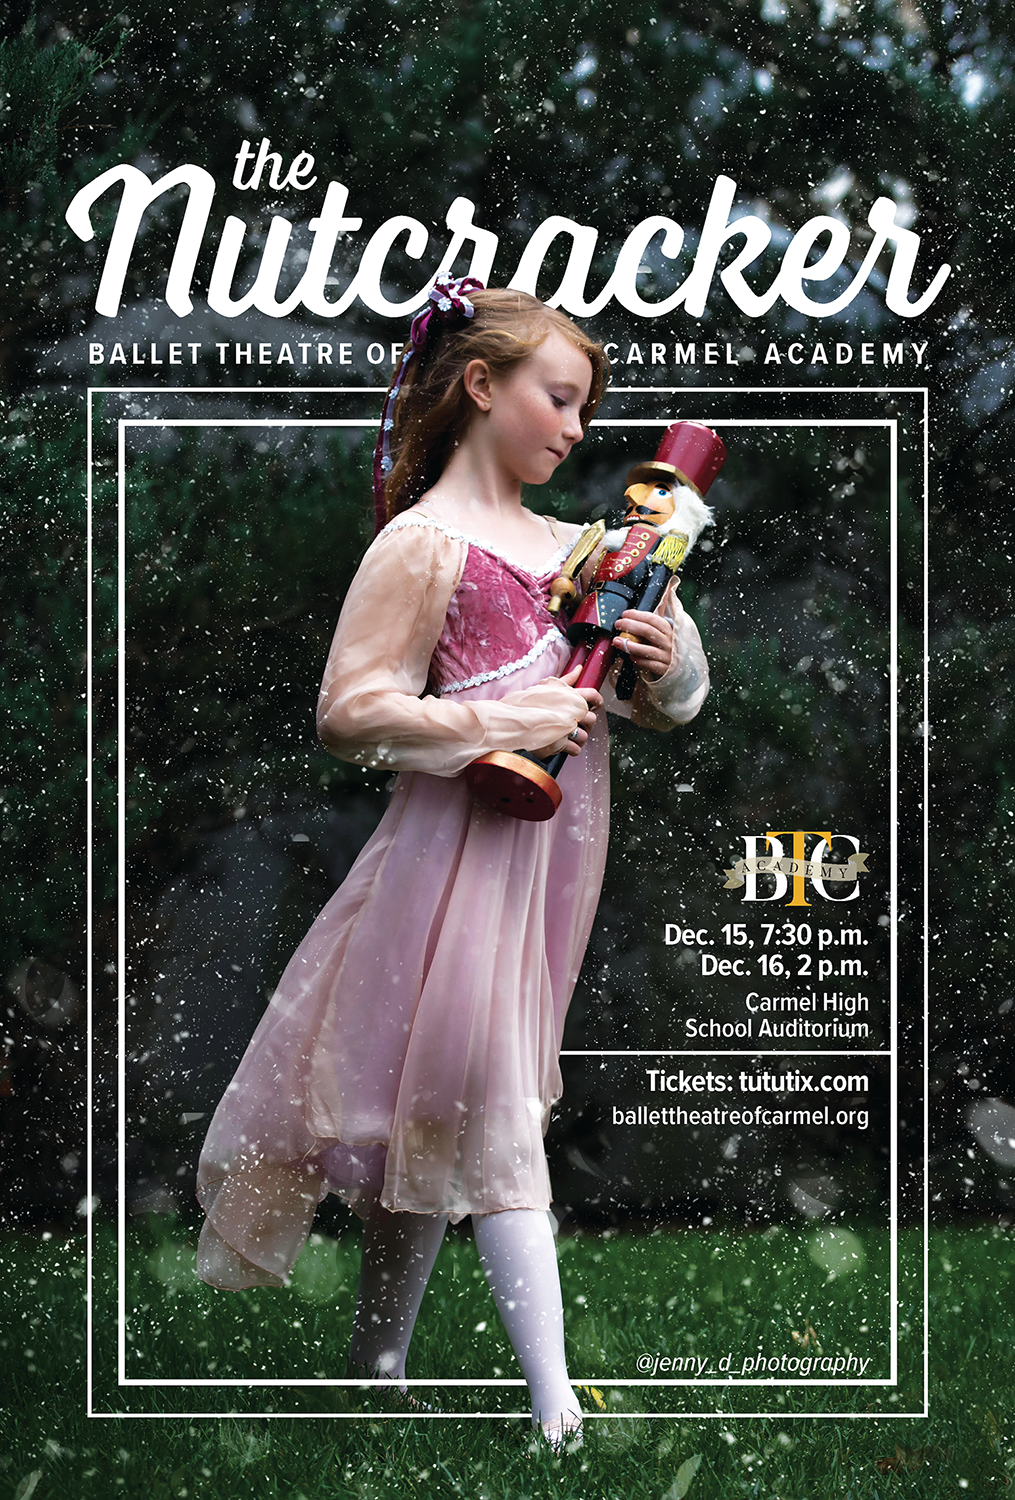 the
Nutcracker
BALLET THEATRE OF CARMEL ACADEMY
BTC
ACADEMY
Dec. 15, 7:30 p.m.
Dec. 16, 2 p.m.
Carmel High
School Auditorium
Tickets: tututix.com
ballettheatreofcarmel.org
@jenny_d_photography